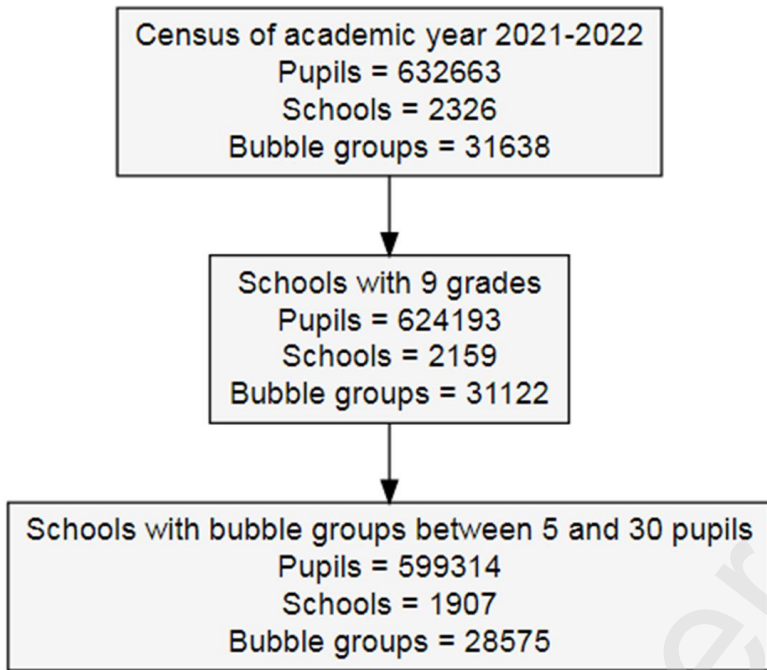 Census of academic year 2021-2022
Pupils = 632663
Schools = 2326
Bubble groups = 31638
Schools with 9 grades
Pupils = 624193
Schools = 2159
Bubble groups = 31122
Schools with bubble groups between 5 and 30 pupils
Pupils = 599314
Schools = 1907
Bubble groups = 28575
er